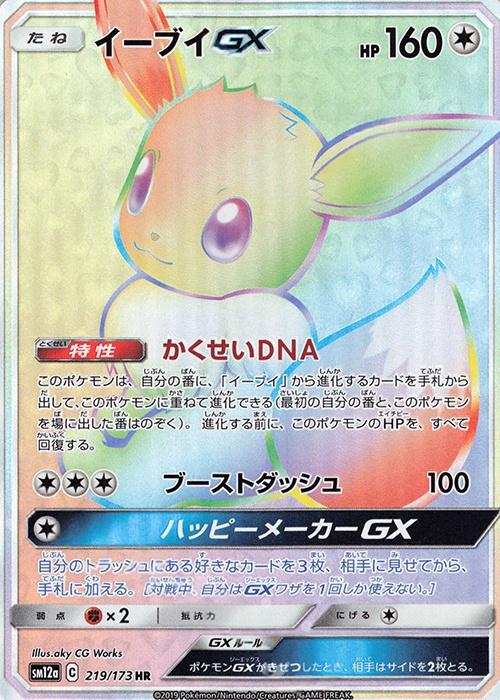 たね イーブイGX HP160
特性 かくせいDNA
このポケモンは、自分の番に、「イーブイ」から進化するカードを手札から
出して、このポケモンに重ねて進化できる(最初の自分の番と、このポケモン
を場に出した番はのぞく)。進化する前に、このポケモンのHPを、すべて
回復する。
ブーストダッシュ 100
ハッピーメーカーGX
自分のトラッシュにある好きなカードを3枚、相手に見せてから、
手札に加える。[対戦中、自分はGXワザを1回しか使えない。]
弱点 ×2 抵抗力 にげる
Illus.aky CG Works
GXルール
ポケモンGXがきぜつしたとき、相手はサイドを2枚とる。
sm12a C 219/173 HR
©2019 Pokémon/Nintendo/Creatures/GAME FREAK.